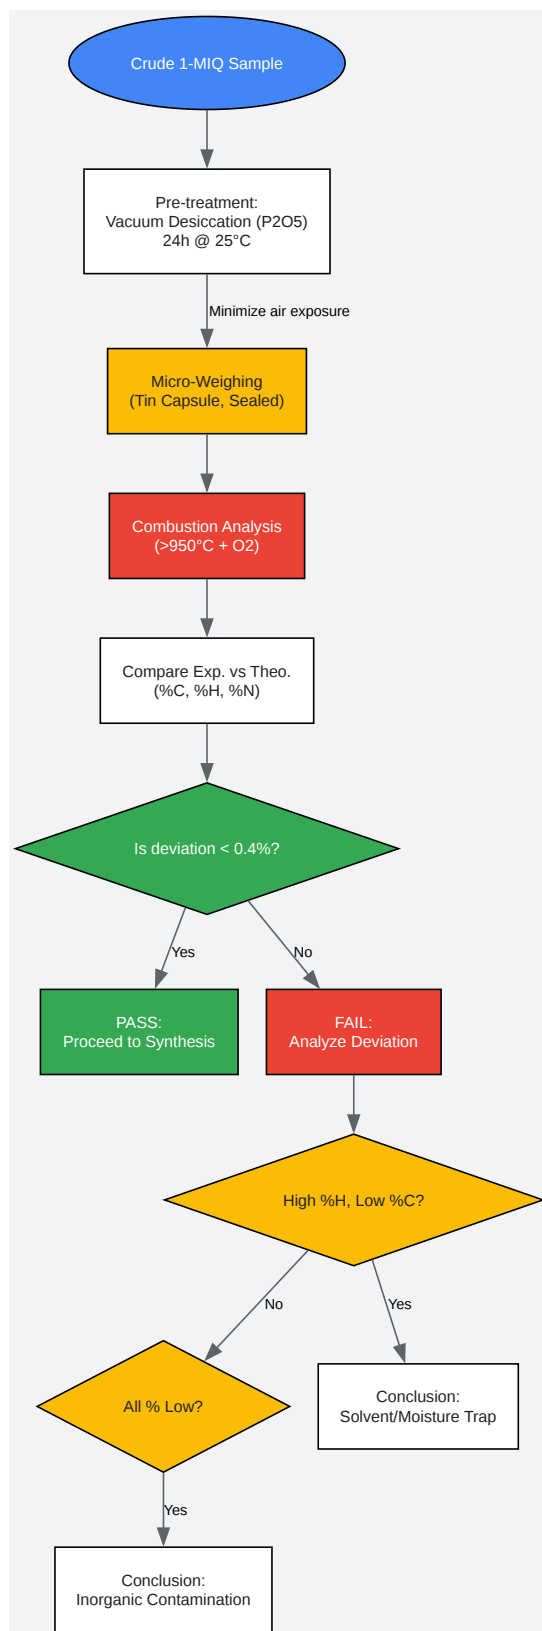 Crude 1-MIQ Sample
Pre-treatment:
Vacuum Desiccation (P2O5)
24h @ 25°C
Minimize air exposure
Micro-Weighing
(Tin Capsule, Sealed)
Combustion Analysis
(>950°C + O2)
Compare Exp. vs Theo.
(%C, %H, %N)
Is deviation < 0.4%?
Yes
No
PASS:
Proceed to Synthesis
FAIL:
Analyze Deviation
High %H, Low %C?
No
Yes
All % Low?
Conclusion:
Solvent/Moisture Trap
Yes
Conclusion:
Inorganic Contamination